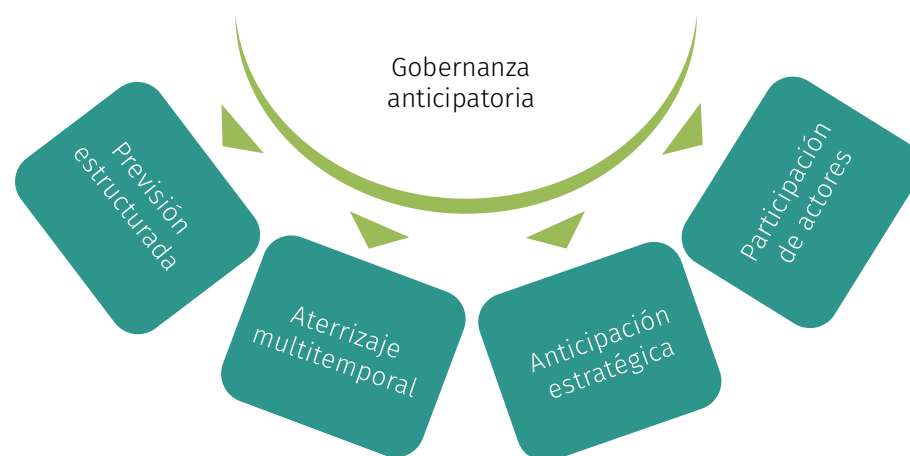 Gobernanza
anticipatoria
Previsión
estructurada
Aterrizaje
multitemporal
Anticipación
estratégica
Participación
de actores